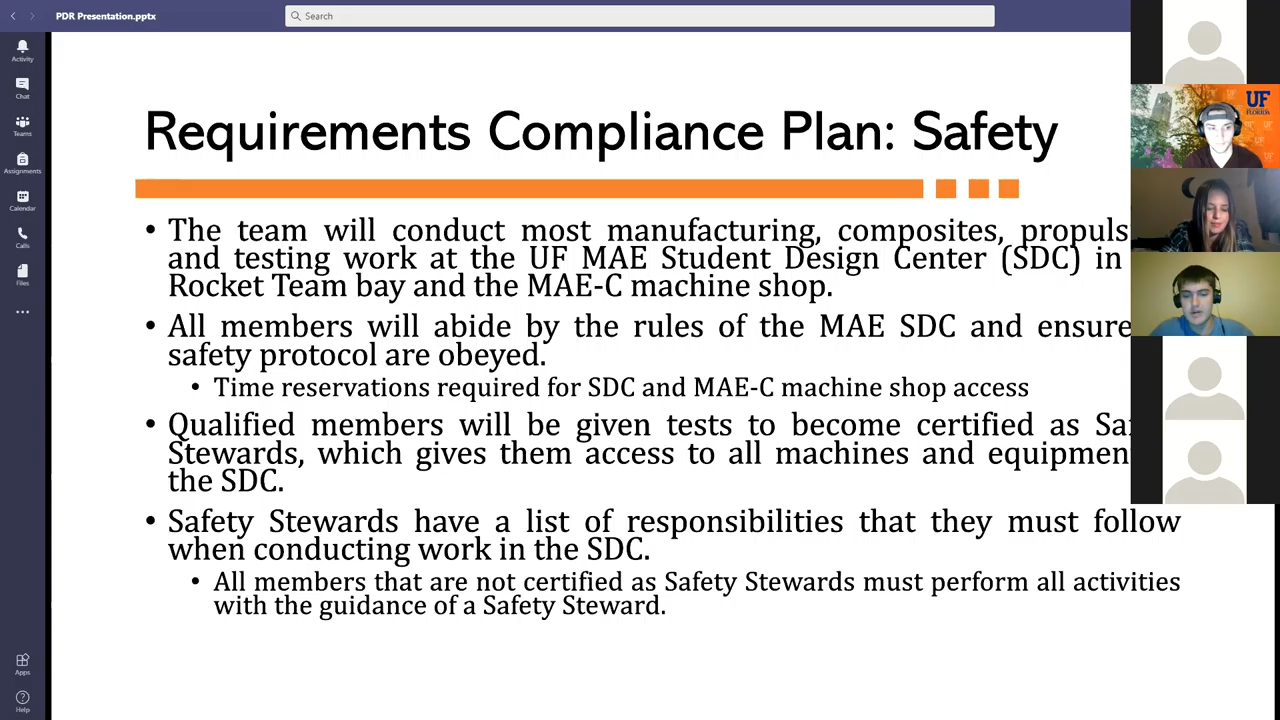 PDR Presentation.pptx
Search
Activity
Chat
Teams
Assignments
Calendar
Calls
Files
Apps
Help
Requirements Compliance Plan: Safety
• The team will conduct most manufacturing, composites,
and testing work at the UF MAE Student Design Center (SDC) in
Rocket Team bay and the MAE-C machine shop.
• All members will abide by the rules of the MAE SDC and ensure
safety protocol are obeyed.
• Time reservations required for SDC and MAE-C machine shop access
• Qualified members will be given tests to become certified as
Stewards, which gives them access to all machines and
the SDC.
• Safety Stewards have a list of responsibilities that they must follow
when conducting work in the SDC.
• All members that are not certified as Safety Stewards must perform all activities
with the guidance of a Safety Steward.
UF
FLORIDA